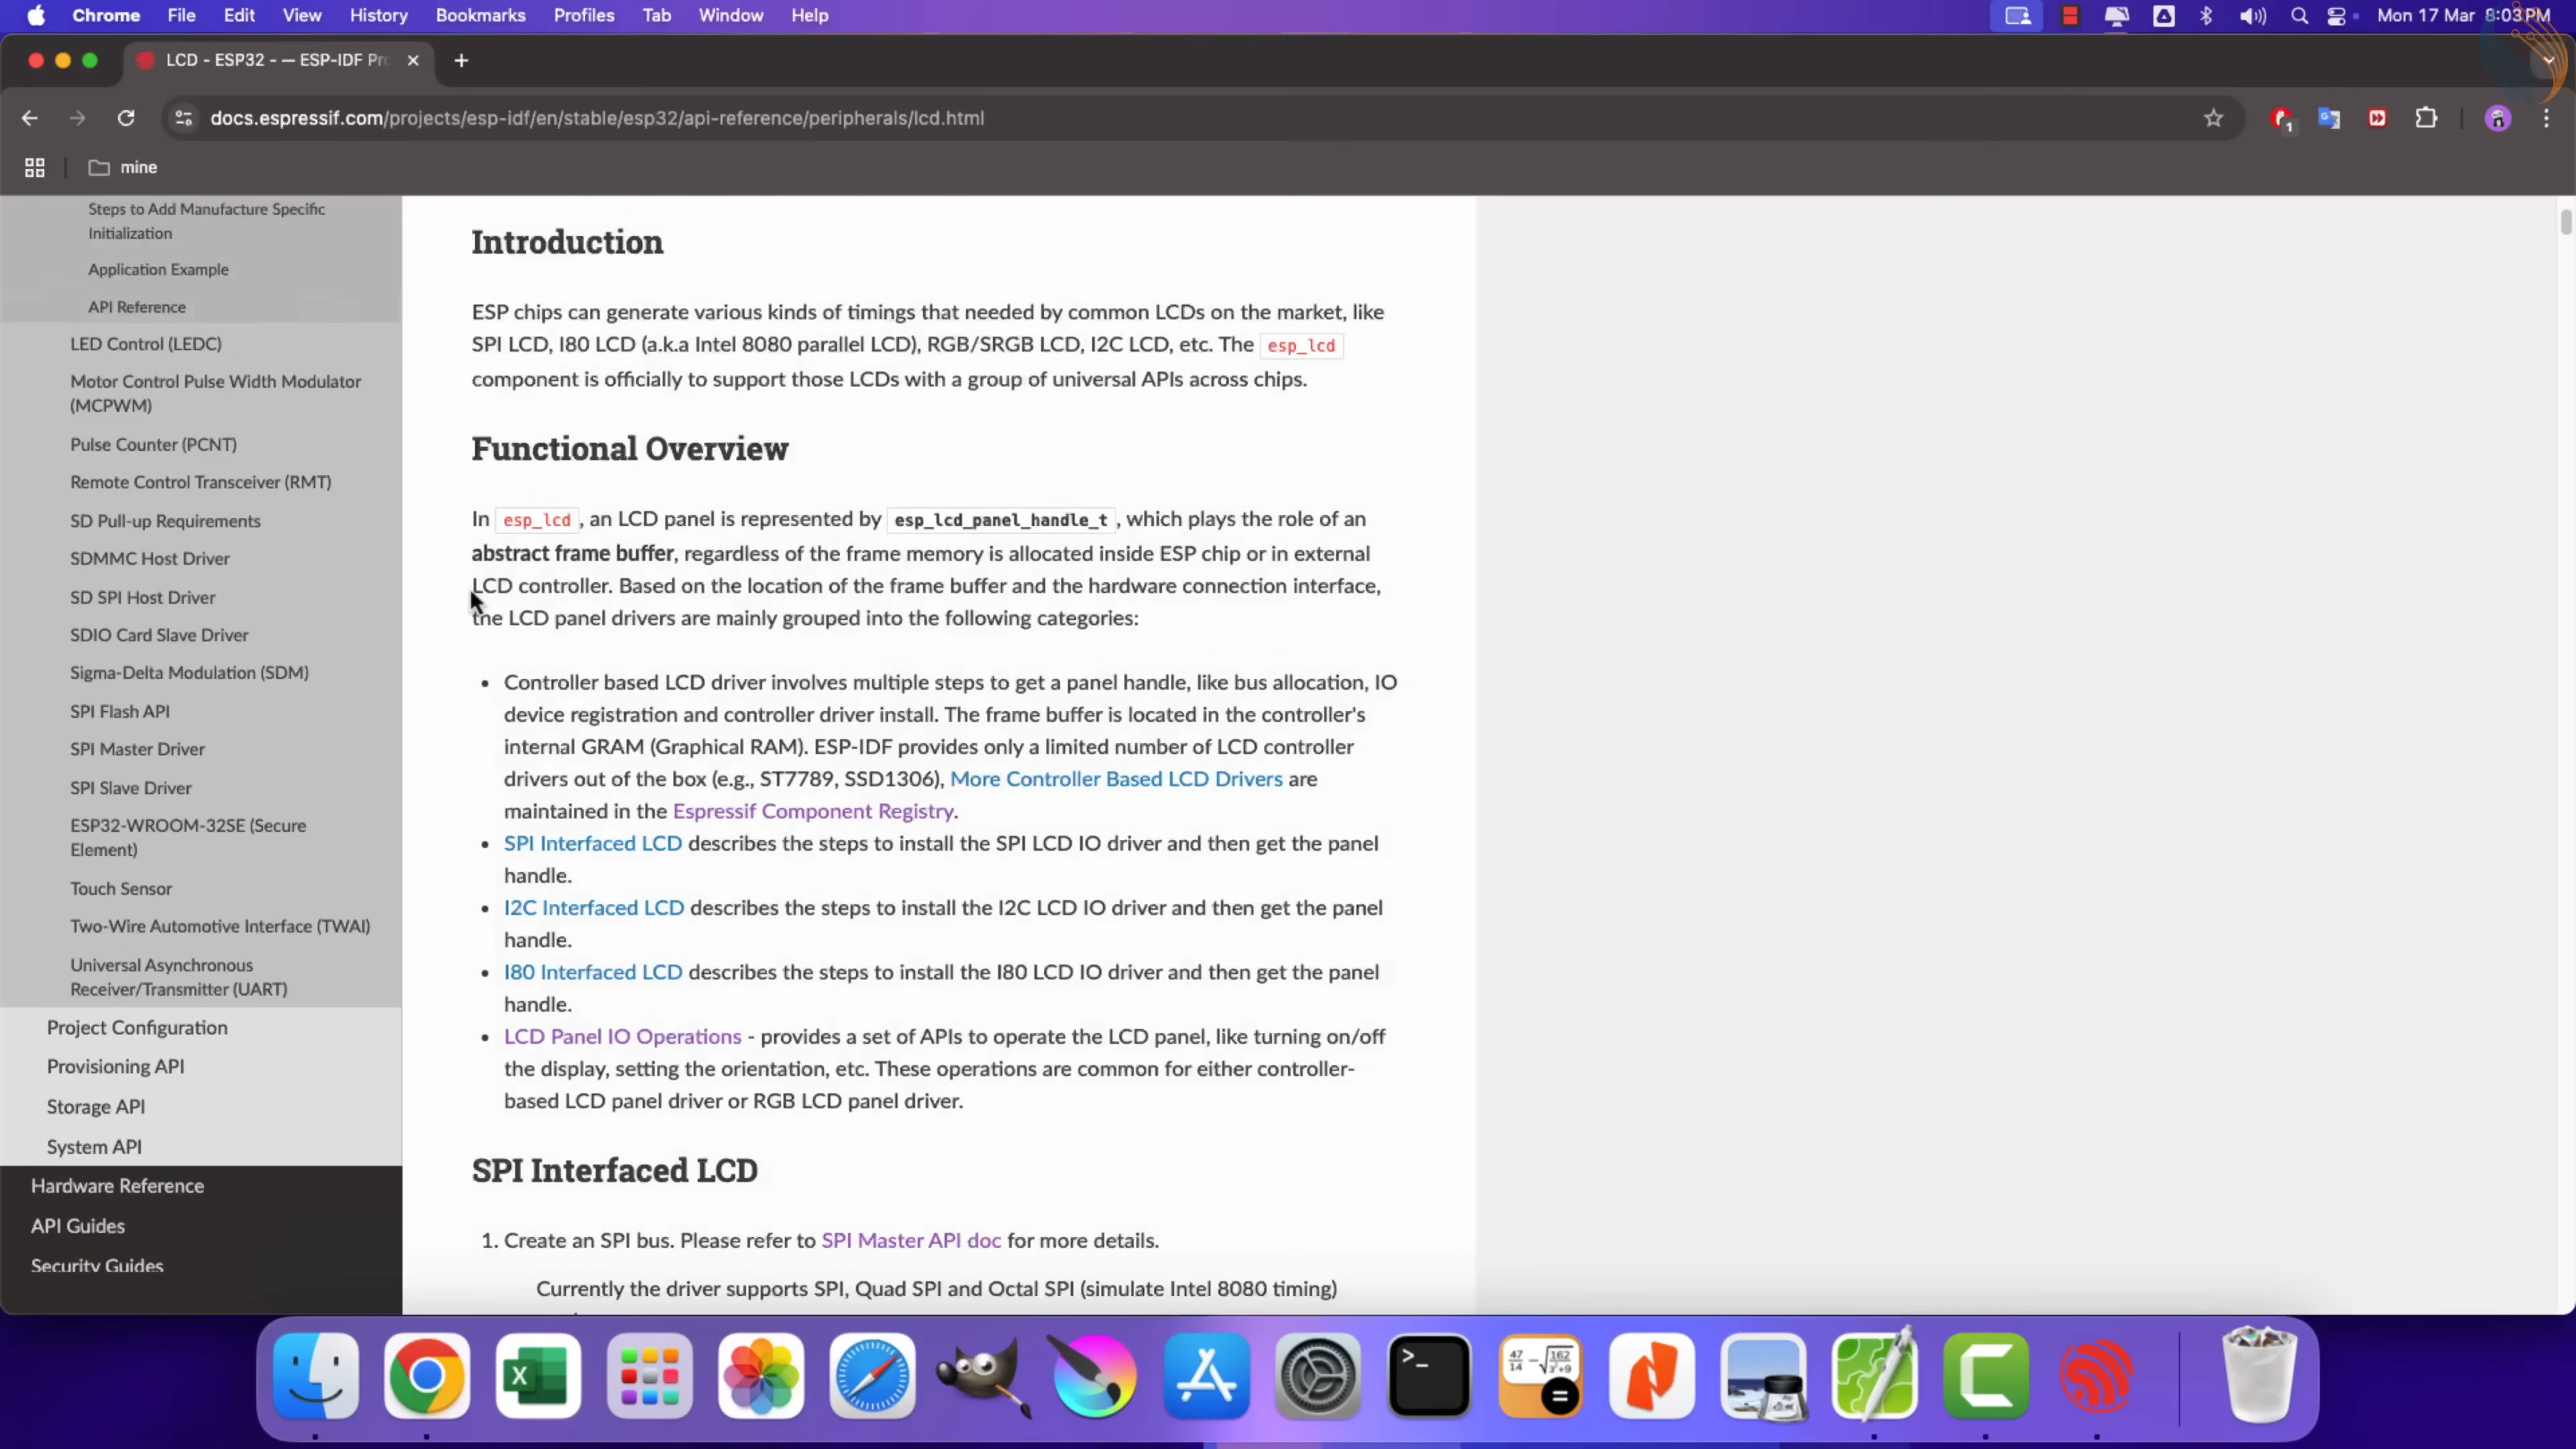 Chrome File Edit View History Bookmarks Profiles Tab Window Help Mon 17 Mar 8:03 PM
LCD - ESP32 - — ESP-IDF Pr
docs.espressif.com/projects/esp-idf/en/stable/esp32/api-reference/peripherals/lcd.html
1
mine
Steps to Add Manufacture Specific
Initialization
Application Example
API Reference
LED Control (LEDC)
Motor Control Pulse Width Modulator
(MCPWM)
Pulse Counter (PCNT)
Remote Control Transceiver (RMT)
SD Pull-up Requirements
SDMMC Host Driver
SD SPI Host Driver
SDIO Card Slave Driver
Sigma-Delta Modulation (SDM)
SPI Flash API
SPI Master Driver
SPI Slave Driver
ESP32-WROOM-32SE (Secure
Element)
Touch Sensor
Two-Wire Automotive Interface (TWAI)
Universal Asynchronous
Receiver/Transmitter (UART)
Project Configuration
Provisioning API
Storage API
System API
Hardware Reference
API Guides
Security Guides
Introduction
ESP chips can generate various kinds of timings that needed by common LCDs on the market, like
SPI LCD, I80 LCD (a.k.a Intel 8080 parallel LCD), RGB/SRGB LCD, I2C LCD, etc. The esp_lcd
component is officially to support those LCDs with a group of universal APIs across chips.
Functional Overview
In esp_lcd , an LCD panel is represented by esp_lcd_panel_handle_t , which plays the role of an
abstract frame buffer, regardless of the frame memory is allocated inside ESP chip or in external
LCD controller. Based on the location of the frame buffer and the hardware connection interface,
the LCD panel drivers are mainly grouped into the following categories:
• Controller based LCD driver involves multiple steps to get a panel handle, like bus allocation, IO
device registration and controller driver install. The frame buffer is located in the controller's
internal GRAM (Graphical RAM). ESP-IDF provides only a limited number of LCD controller
drivers out of the box (e.g., ST7789, SSD1306), More Controller Based LCD Drivers are
maintained in the Espressif Component Registry.
• SPI Interfaced LCD describes the steps to install the SPI LCD IO driver and then get the panel
handle.
• I2C Interfaced LCD describes the steps to install the I2C LCD IO driver and then get the panel
handle.
• I80 Interfaced LCD describes the steps to install the I80 LCD IO driver and then get the panel
handle.
• LCD Panel IO Operations - provides a set of APIs to operate the LCD panel, like turning on/off
the display, setting the orientation, etc. These operations are common for either controller-
based LCD panel driver or RGB LCD panel driver.
SPI Interfaced LCD
1. Create an SPI bus. Please refer to SPI Master API doc for more details.
Currently the driver supports SPI, Quad SPI and Octal SPI (simulate Intel 8080 timing)